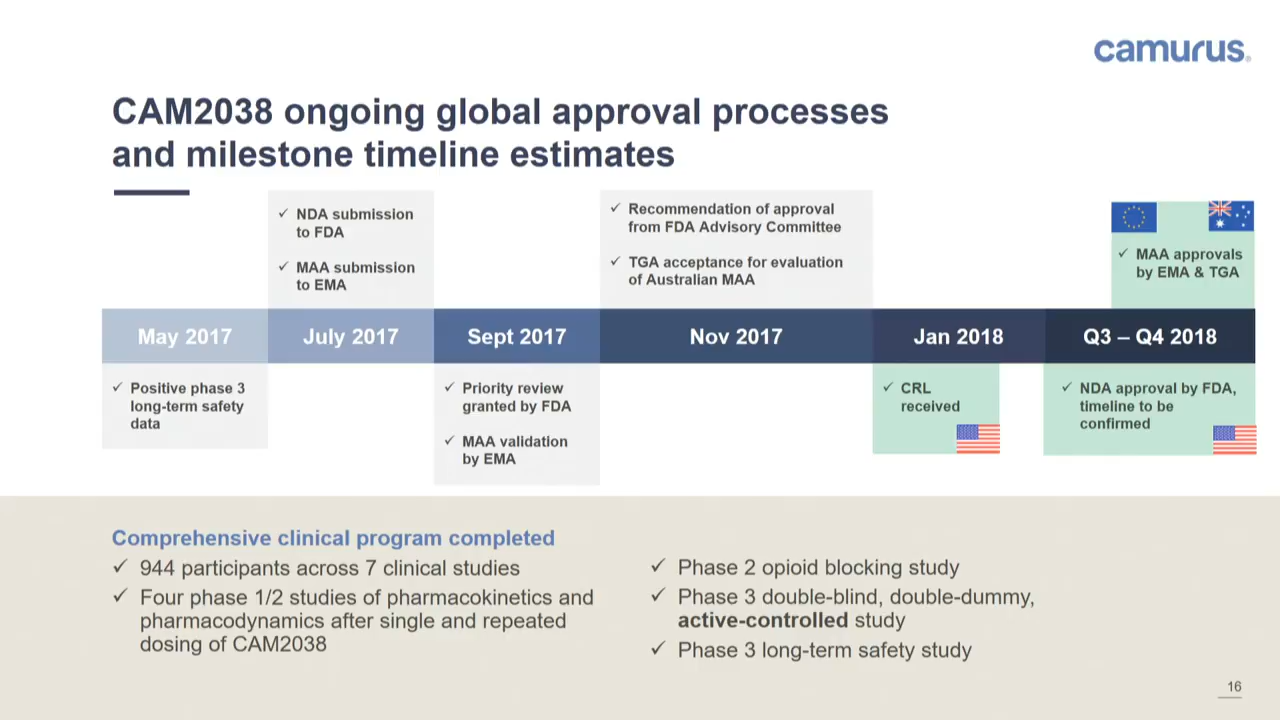 camurus®
CAM2038 ongoing global approval processes
and milestone timeline estimates
✓ NDA submission
to FDA
✓ MAA submission
to EMA
✓ Recommendation of approval
from FDA Advisory Committee
✓ TGA acceptance for evaluation
of Australian MAA
✓ MAA approvals
by EMA & TGA
May 2017
July 2017
Sept 2017
Nov 2017
Jan 2018
Q3 – Q4 2018
✓ Positive phase 3
long-term safety
data
✓ Priority review
granted by FDA
✓ MAA validation
by EMA
✓ CRL
received
✓ NDA approval by FDA,
timeline to be
confirmed
Comprehensive clinical program completed
✓ 944 participants across 7 clinical studies
✓ Four phase 1/2 studies of pharmacokinetics and
pharmacodynamics after single and repeated
dosing of CAM2038
✓ Phase 2 opioid blocking study
✓ Phase 3 double-blind, double-dummy,
active-controlled study
✓ Phase 3 long-term safety study
16